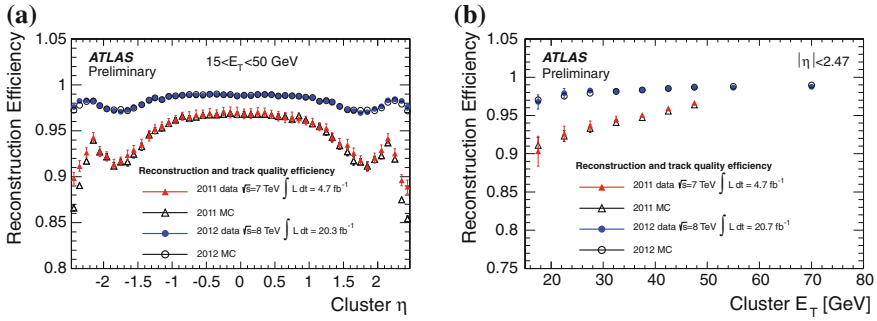 (a)
Reconstruction Efficiency
1.05
1
0.95
0.9
0.85
0.8
ATLAS
Preliminary
15<E_T<50 GeV
Reconstruction and track quality efficiency
2011 data √s=7 TeV ∫ L dt = 4.7 fb⁻¹
2011 MC
2012 data √s=8 TeV ∫ L dt = 20.3 fb⁻¹
2012 MC
-2 -1.5 -1 -0.5 0 0.5 1 1.5 2
Cluster η
(b)
Reconstruction Efficiency
1.05
1
0.95
0.9
0.85
0.8
0.75
ATLAS
Preliminary
|η|<2.47
Reconstruction and track quality efficiency
2011 data √s=7 TeV ∫ L dt = 4.7 fb⁻¹
2011 MC
2012 data √s=8 TeV ∫ L dt = 20.7 fb⁻¹
2012 MC
20 30 40 50 60 70 80
Cluster E_T [GeV]